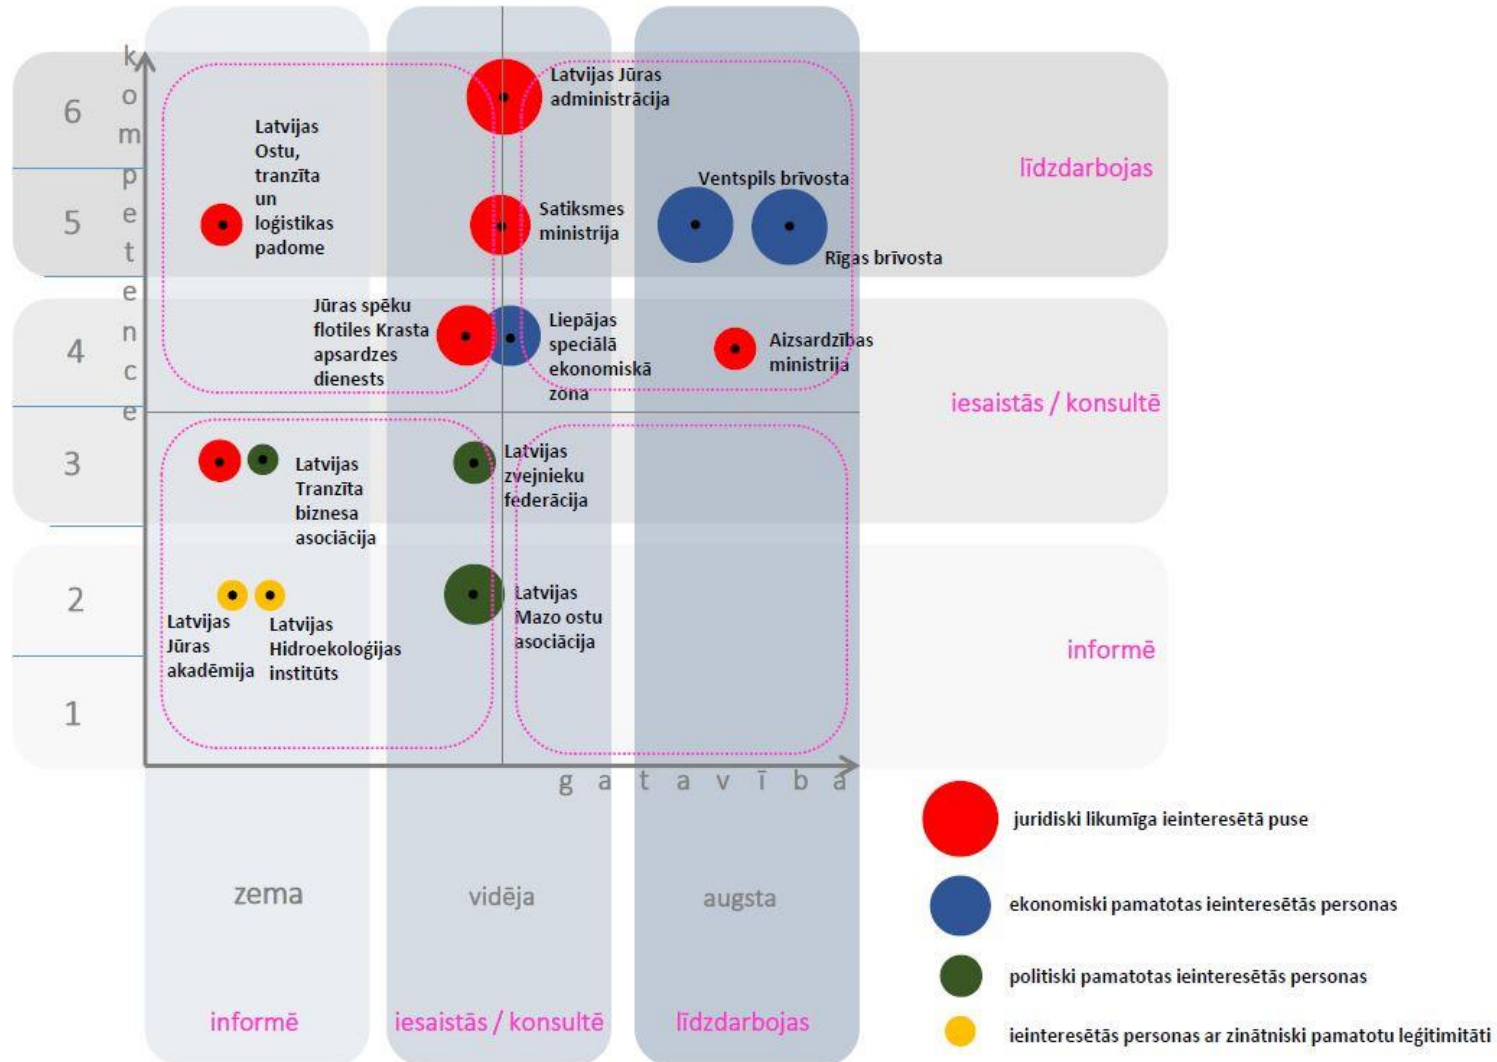 kompetence
6
5
4
3
2
1
Latvijas Jūras
administrācija
Latvijas
Ostu,
tranzīta
un
loģistikas
padome
Satiksmes
ministrija
Ventspils brīvosta
Rīgas brīvosta
līdzdarbojas
Jūras spēku
flotiles Krasta
apsardzes
dienests
Liepājas
speciālā
ekonomiskā
zona
Aizsardzības
ministrija
iesaistās / konsultē
Latvijas
Tranzīta
biznesa
asociācija
Latvijas
zvejnieku
federācija
Latvijas
Jūras
akadēmija
Latvijas
Hidroekoloģijas
institūts
Latvijas
Mazo ostu
asociācija
informē
gatavība
zema
vidēja
augsta
informē
iesaistās / konsultē
līdzdarbojas
juridiski likumīga ieinteresētā puse
ekonomiski pamatotas ieinteresētās personas
politiski pamatotas ieinteresētās personas
ieinteresētās personas ar zinātniski pamatotu leģitimitāti